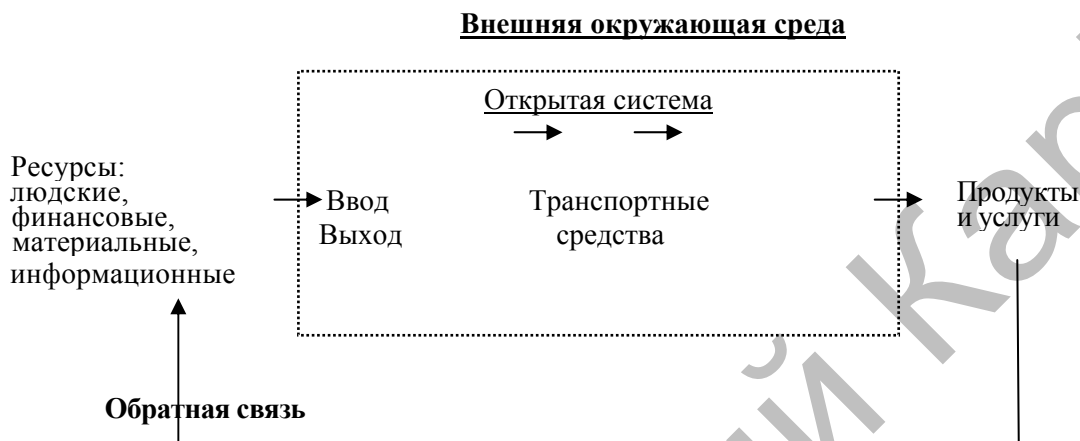 Внешняя окружающая среда
Открытая система
Ресурсы:
людские,
финансовые,
материальные,
информационные
Ввод
Выход
Транспортные
средства
Продукты
и услуги
Обратная связь